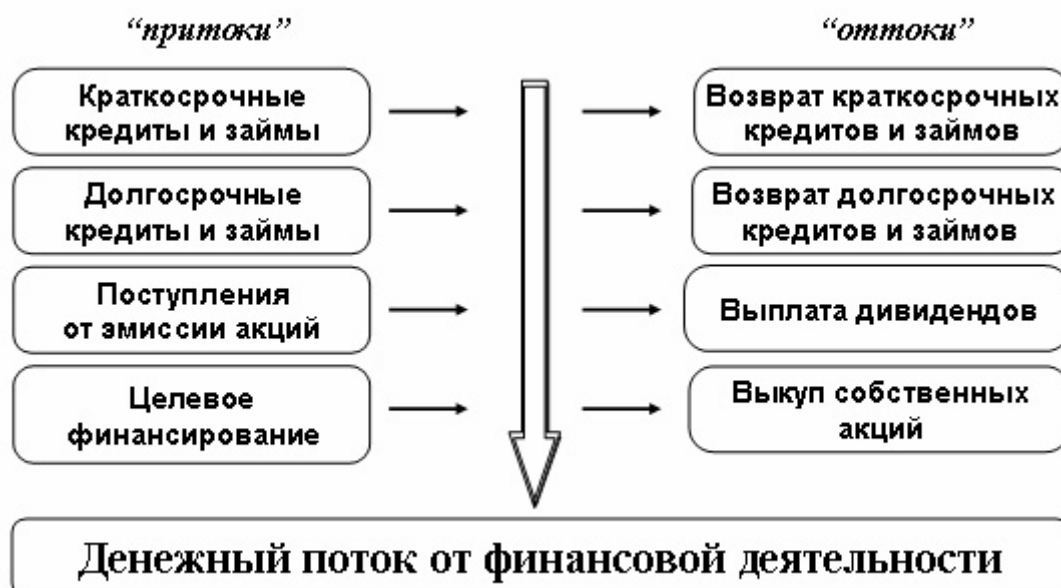 “притоки”
“оттоки”
Краткосрочные
кредиты и займы
Возврат краткосрочных
кредитов и займов
Долгосрочные
кредиты и займы
Возврат долгосрочных
кредитов и займов
Поступления
от эмиссии акций
Выплата дивидендов
Целевое
финансирование
Выкуп собственных
акций
Денежный поток от финансовой деятельности